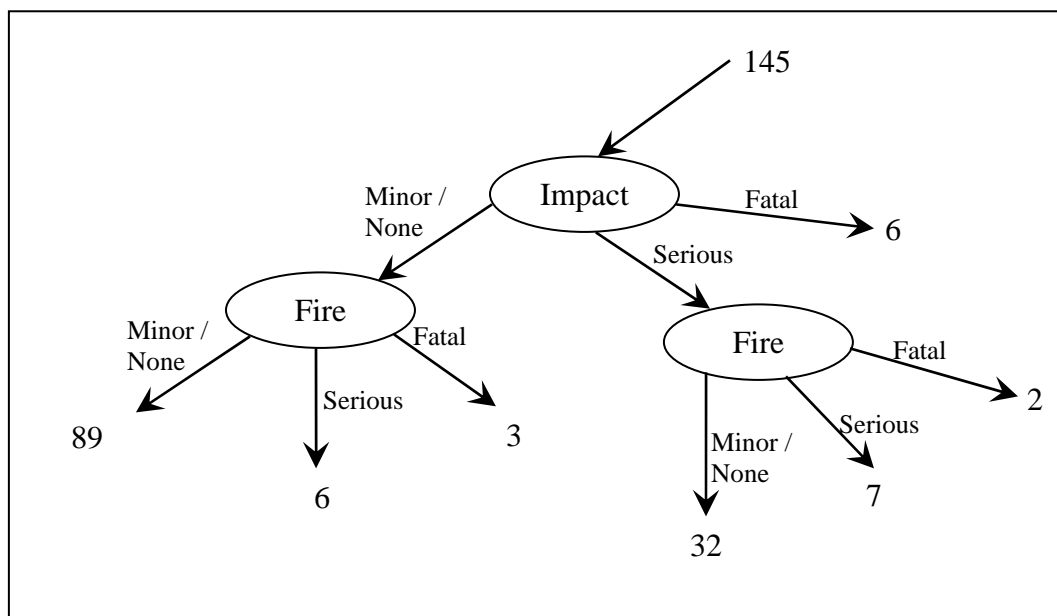 145
Impact
Minor /
None
Fatal
6
Serious
Fire
Minor /
None
Fatal
Serious
89
6
3
Fire
Fatal
2
Serious
7
Minor /
None
32